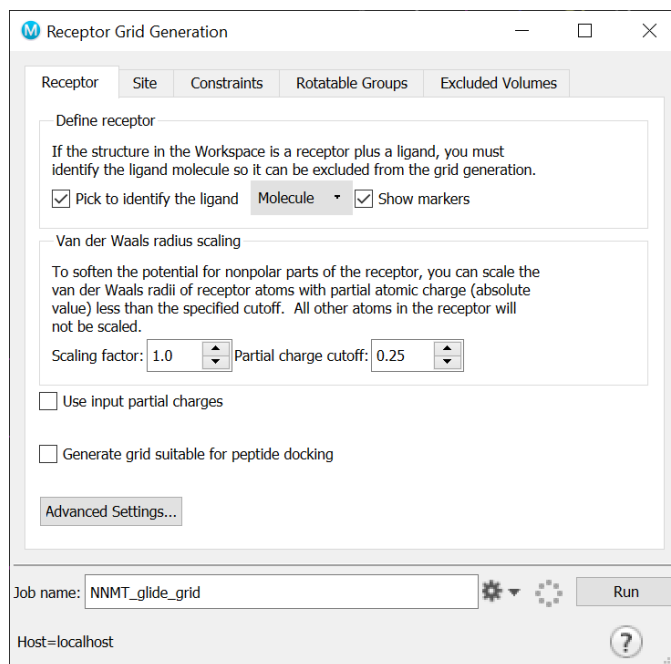 M Receptor Grid Generation
Receptor Site Constraints Rotatable Groups Excluded Volumes
Define receptor
If the structure in the Workspace is a receptor plus a ligand, you must
identify the ligand molecule so it can be excluded from the grid generation.
Pick to identify the ligand Molecule Show markers
Van der Waals radius scaling
To soften the potential for nonpolar parts of the receptor, you can scale the
van der Waals radii of receptor atoms with partial atomic charge (absolute
value) less than the specified cutoff. All other atoms in the receptor will
not be scaled.
Scaling factor: 1.0 Partial charge cutoff: 0.25
Use input partial charges
Generate grid suitable for peptide docking
Advanced Settings...
Job name: NNMT_glide_grid Run
Host=localhost ?